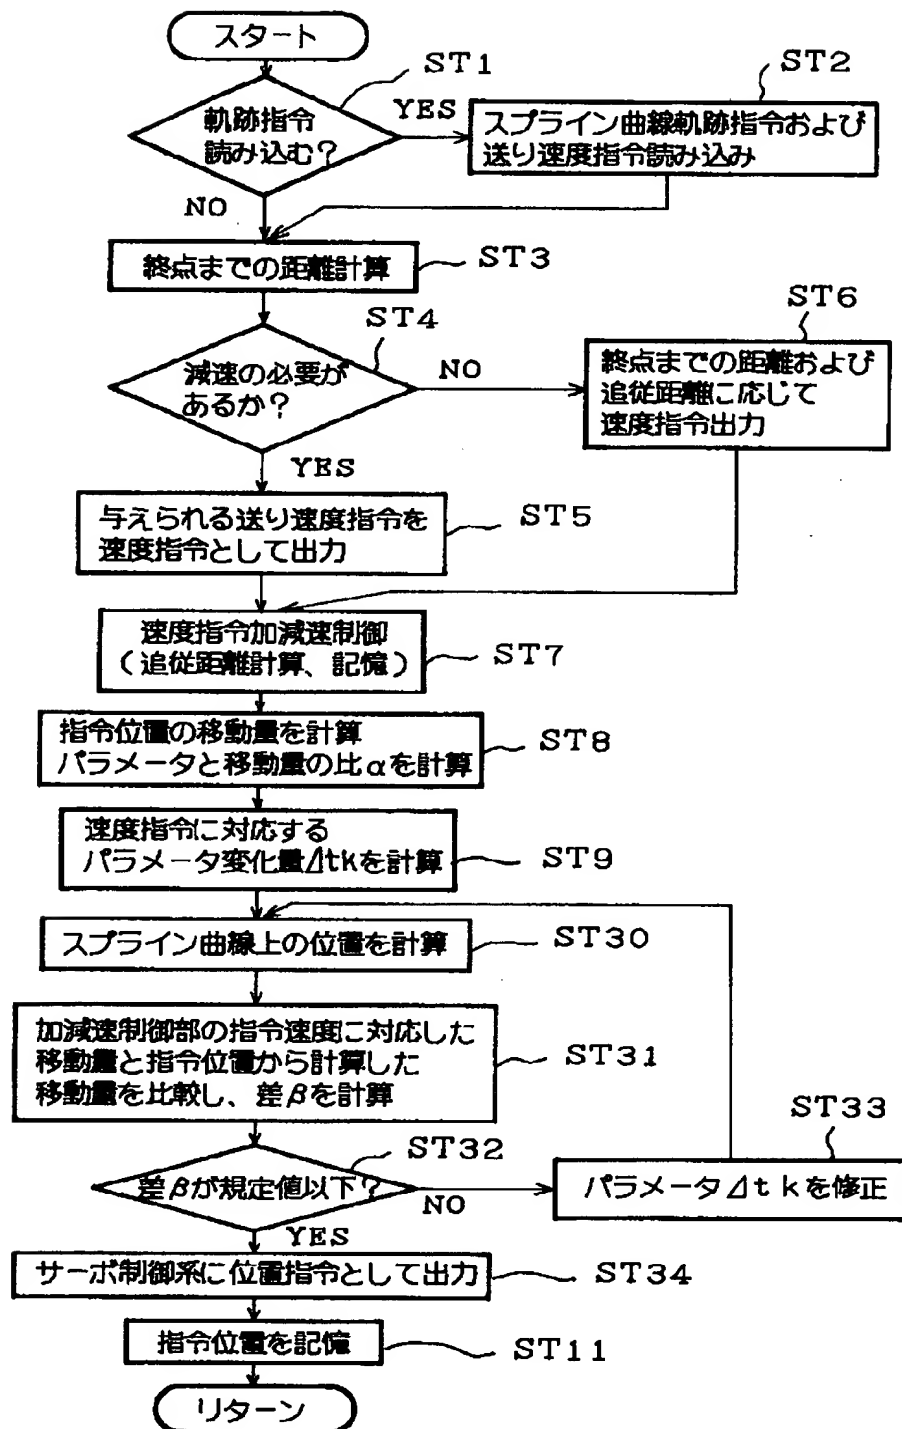 スタート
ST1
軌跡指令
読み込む?
YES
ST2
スプライン曲線軌跡指令および
送り速度指令読み込み
NO
終点までの距離計算
ST3
ST4
減速の必要が
あるか?
NO
ST6
終点までの距離および
追従距離に応じて
速度指令出力
YES
与えられる送り速度指令を
速度指令として出力
ST5
速度指令加減速制御
(追従距離計算、記憶)
ST7
指令位置の移動量を計算
パラメータと移動量の比αを計算
ST8
速度指令に対応する
パラメータ変化量Δtkを計算
ST9
スプライン曲線上の位置を計算
ST30
加減速制御部の指令速度に対応した
移動量と指令位置から計算した
移動量を比較し、差βを計算
ST31
ST32
差βが規定値以下?
NO
ST33
パラメータΔtkを修正
YES
サーボ制御系に位置指令として出力
ST34
指令位置を記憶
ST11
リターン